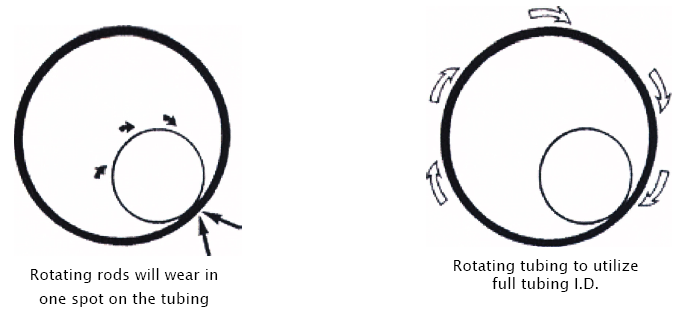 Rotating rods will wear in
one spot on the tubing
Rotating tubing to utilize
full tubing I.D.